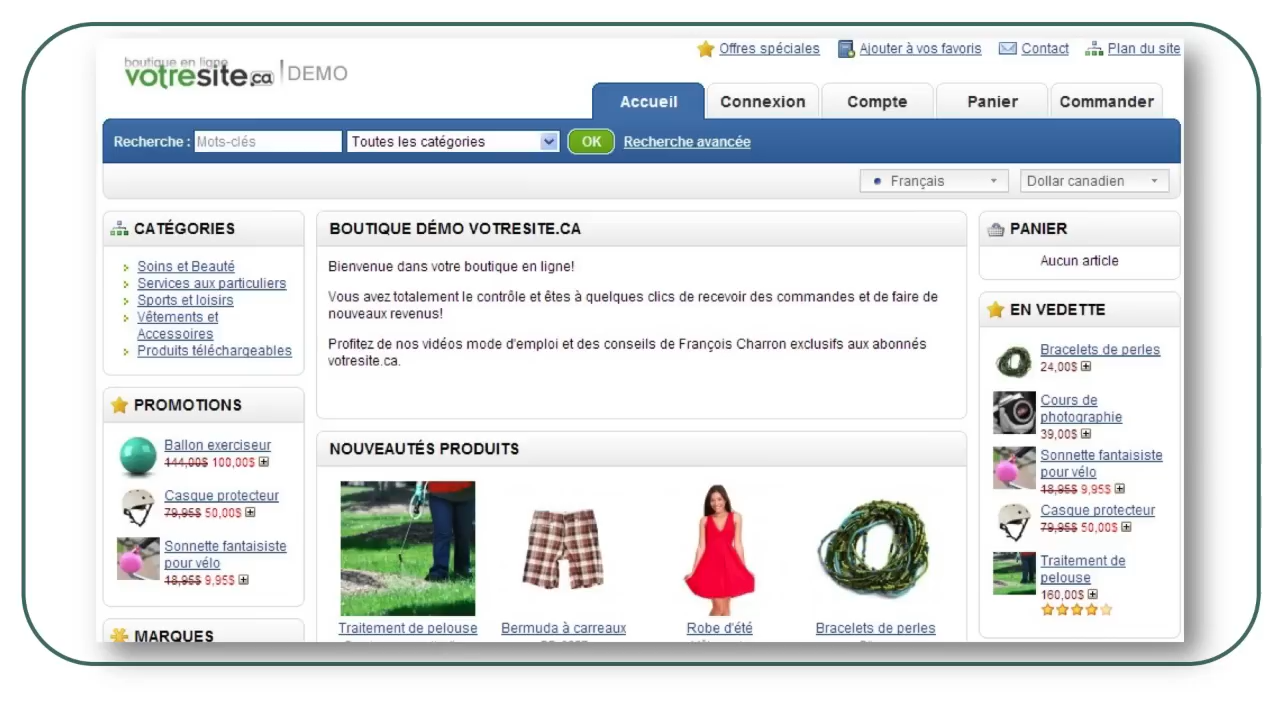 Offres spéciales
Ajouter à vos favoris
Contact
Plan du site
boutique en ligne
votresite.ca | DEMO
Accueil
Connexion
Compte
Panier
Commander
Recherche :
Mots-clés
Toutes les catégories
OK
Recherche avancée
Français
Dollar canadien
CATÉGORIES
Soins et Beauté
Services aux particuliers
Sports et loisirs
Vêtements et
Accessoires
Produits téléchargeables
PROMOTIONS
Ballon exerciseur
144,00$ 100,00$
Casque protecteur
79,95$ 50,00$
Sonnette fantaisiste
pour vélo
18,95$ 9,95$
MARQUES
BOUTIQUE DÉMO VOTRESITE.CA
Bienvenue dans votre boutique en ligne!
Vous avez totalement le contrôle et êtes à quelques clics de recevoir des commandes et de faire de
nouveaux revenus!
Profitez de nos vidéos mode d'emploi et des conseils de François Charron exclusifs aux abonnés
votresite.ca.
NOUVEAUTÉS PRODUITS
Traitement de pelouse
Bermuda à carreaux
Robe d'été
Bracelets de perles
PANIER
Aucun article
EN VEDETTE
Bracelets de perles
24,00$
Cours de
photographie
39,00$
Sonnette fantaisiste
pour vélo
18,95$ 9,95$
Casque protecteur
79,95$ 50,00$
Traitement de
pelouse
160,00$